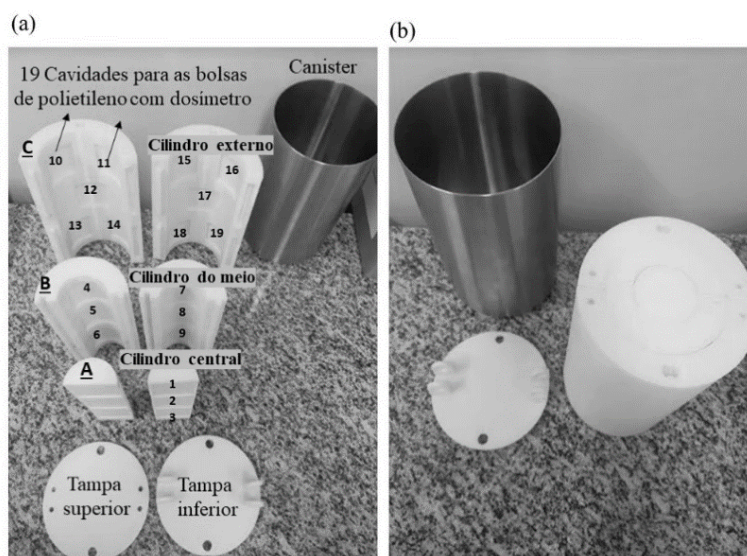 (a)
(b)
19 Cavidades para as bolsas
de polietileno com dosímetro
Canister
C
Cilindro externo
10
11
15
16
12
17
13
14
18
19
B
Cilindro do meio
4
7
5
8
6
9
A
Cilindro central
1
2
3
Tampa
superior
Tampa
inferior